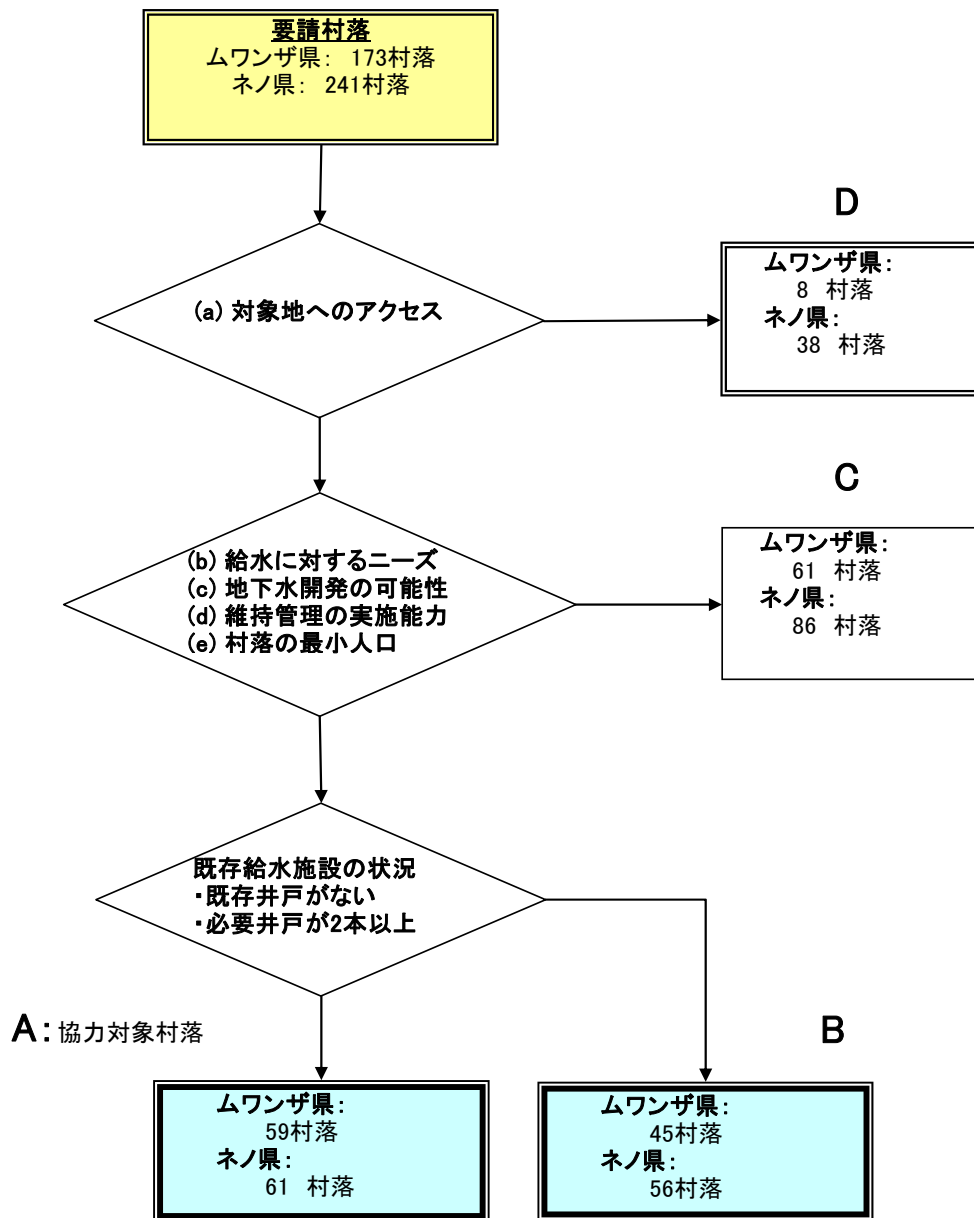 要請村落
ムワンザ県： 173村落
ネノ県： 241村落
(a) 対象地へのアクセス
D
ムワンザ県：
8 村落
ネノ県：
38 村落
(b) 給水に対するニーズ
(c) 地下水開発の可能性
(d) 維持管理の実施能力
(e) 村落の最小人口
C
ムワンザ県：
61 村落
ネノ県：
86 村落
既存給水施設の状況
・既存井戸がない
・必要井戸が2本以上
A：協力対象村落
ムワンザ県：
59村落
ネノ県：
61 村落
B
ムワンザ県：
45村落
ネノ県：
56村落